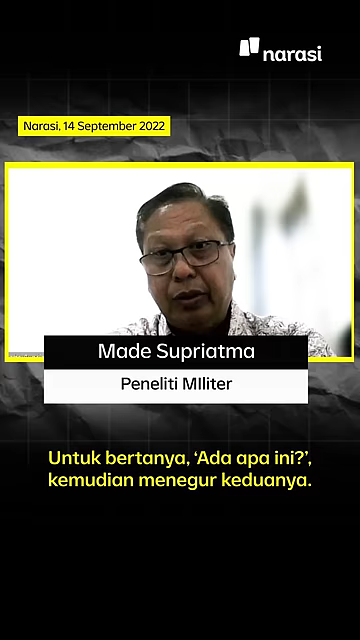 narasi
Narasi, 14 September 2022
Made Supriatma
Peneliti MIliter
Untuk bertanya, ‘Ada apa ini?’,
kemudian menegur keduanya.